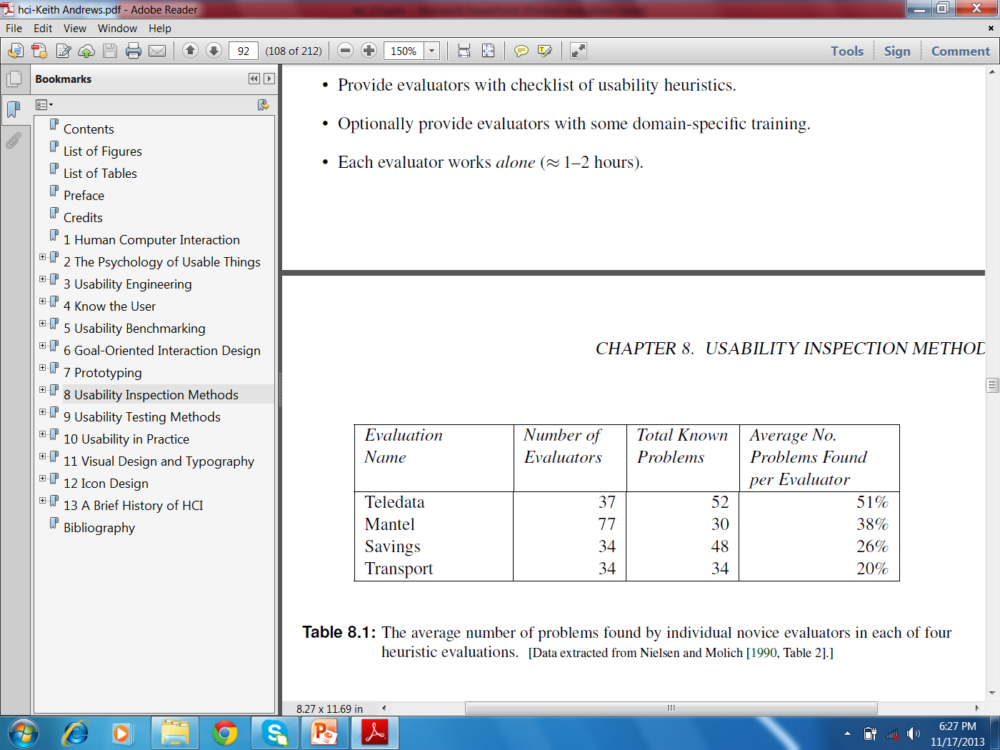 hci-Keith Andrews.pdf - Adobe Reader
File Edit View Window Help
92 (108 of 212) 150% Tools Sign Comment
Bookmarks
Contents
List of Figures
List of Tables
Preface
Credits
1 Human Computer Interaction
2 The Psychology of Usable Things
3 Usability Engineering
4 Know the User
5 Usability Benchmarking
6 Goal-Oriented Interaction Design
7 Prototyping
8 Usability Inspection Methods
9 Usability Testing Methods
10 Usability in Practice
11 Visual Design and Typography
12 Icon Design
13 A Brief History of HCI
Bibliography
• Provide evaluators with checklist of usability heuristics.
• Optionally provide evaluators with some domain-specific training.
• Each evaluator works alone (≈ 1–2 hours).
CHAPTER 8. USABILITY INSPECTION METHOD
Evaluation Name Number of Evaluators Total Known Problems Average No. Problems Found per Evaluator
Teledata 37 52 51%
Mantel 77 30 38%
Savings 34 48 26%
Transport 34 34 20%
Table 8.1: The average number of problems found by individual novice evaluators in each of four
heuristic evaluations. [Data extracted from Nielsen and Molich [1990, Table 2].]
8.27 x 11.69 in
6:27 PM
11/17/2013